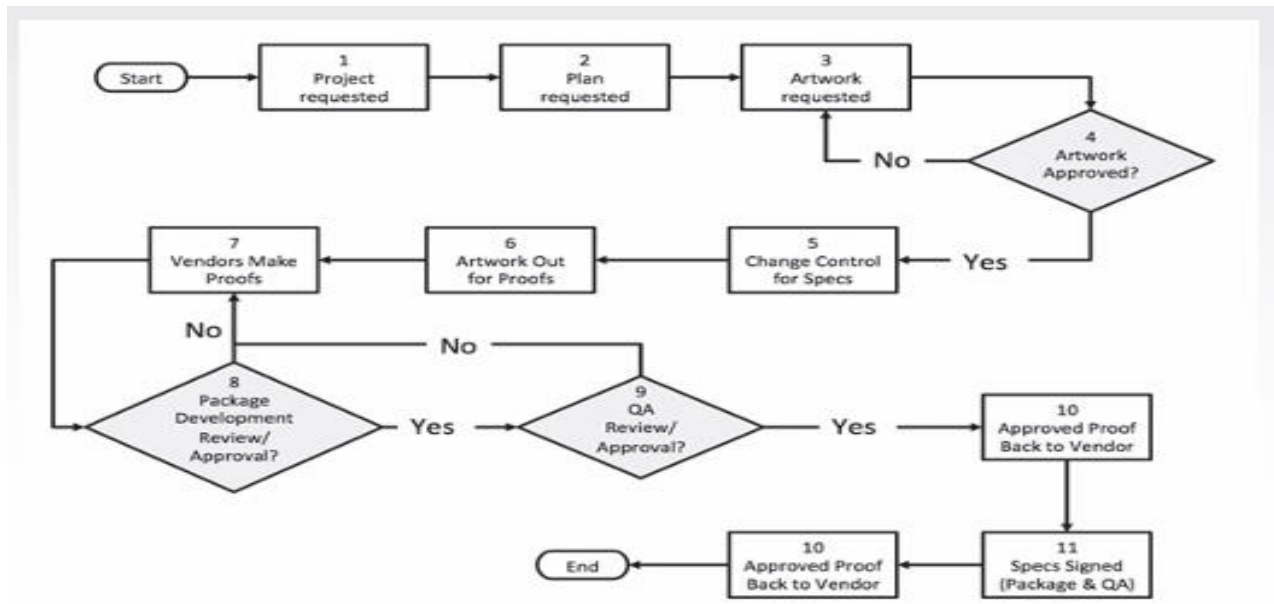 Start
1
Project
requested
2
Plan
requested
3
Artwork
requested
4
Artwork
Approved?
No
Yes
5
Change Control
for Specs
6
Artwork Out
for Proofs
7
Vendors Make
Proofs
No
No
8
Package
Development
Review/
Approval?
Yes
9
QA
Review/
Approval?
Yes
10
Approved Proof
Back to Vendor
11
Specs Signed
(Package & QA)
10
Approved Proof
Back to Vendor
End